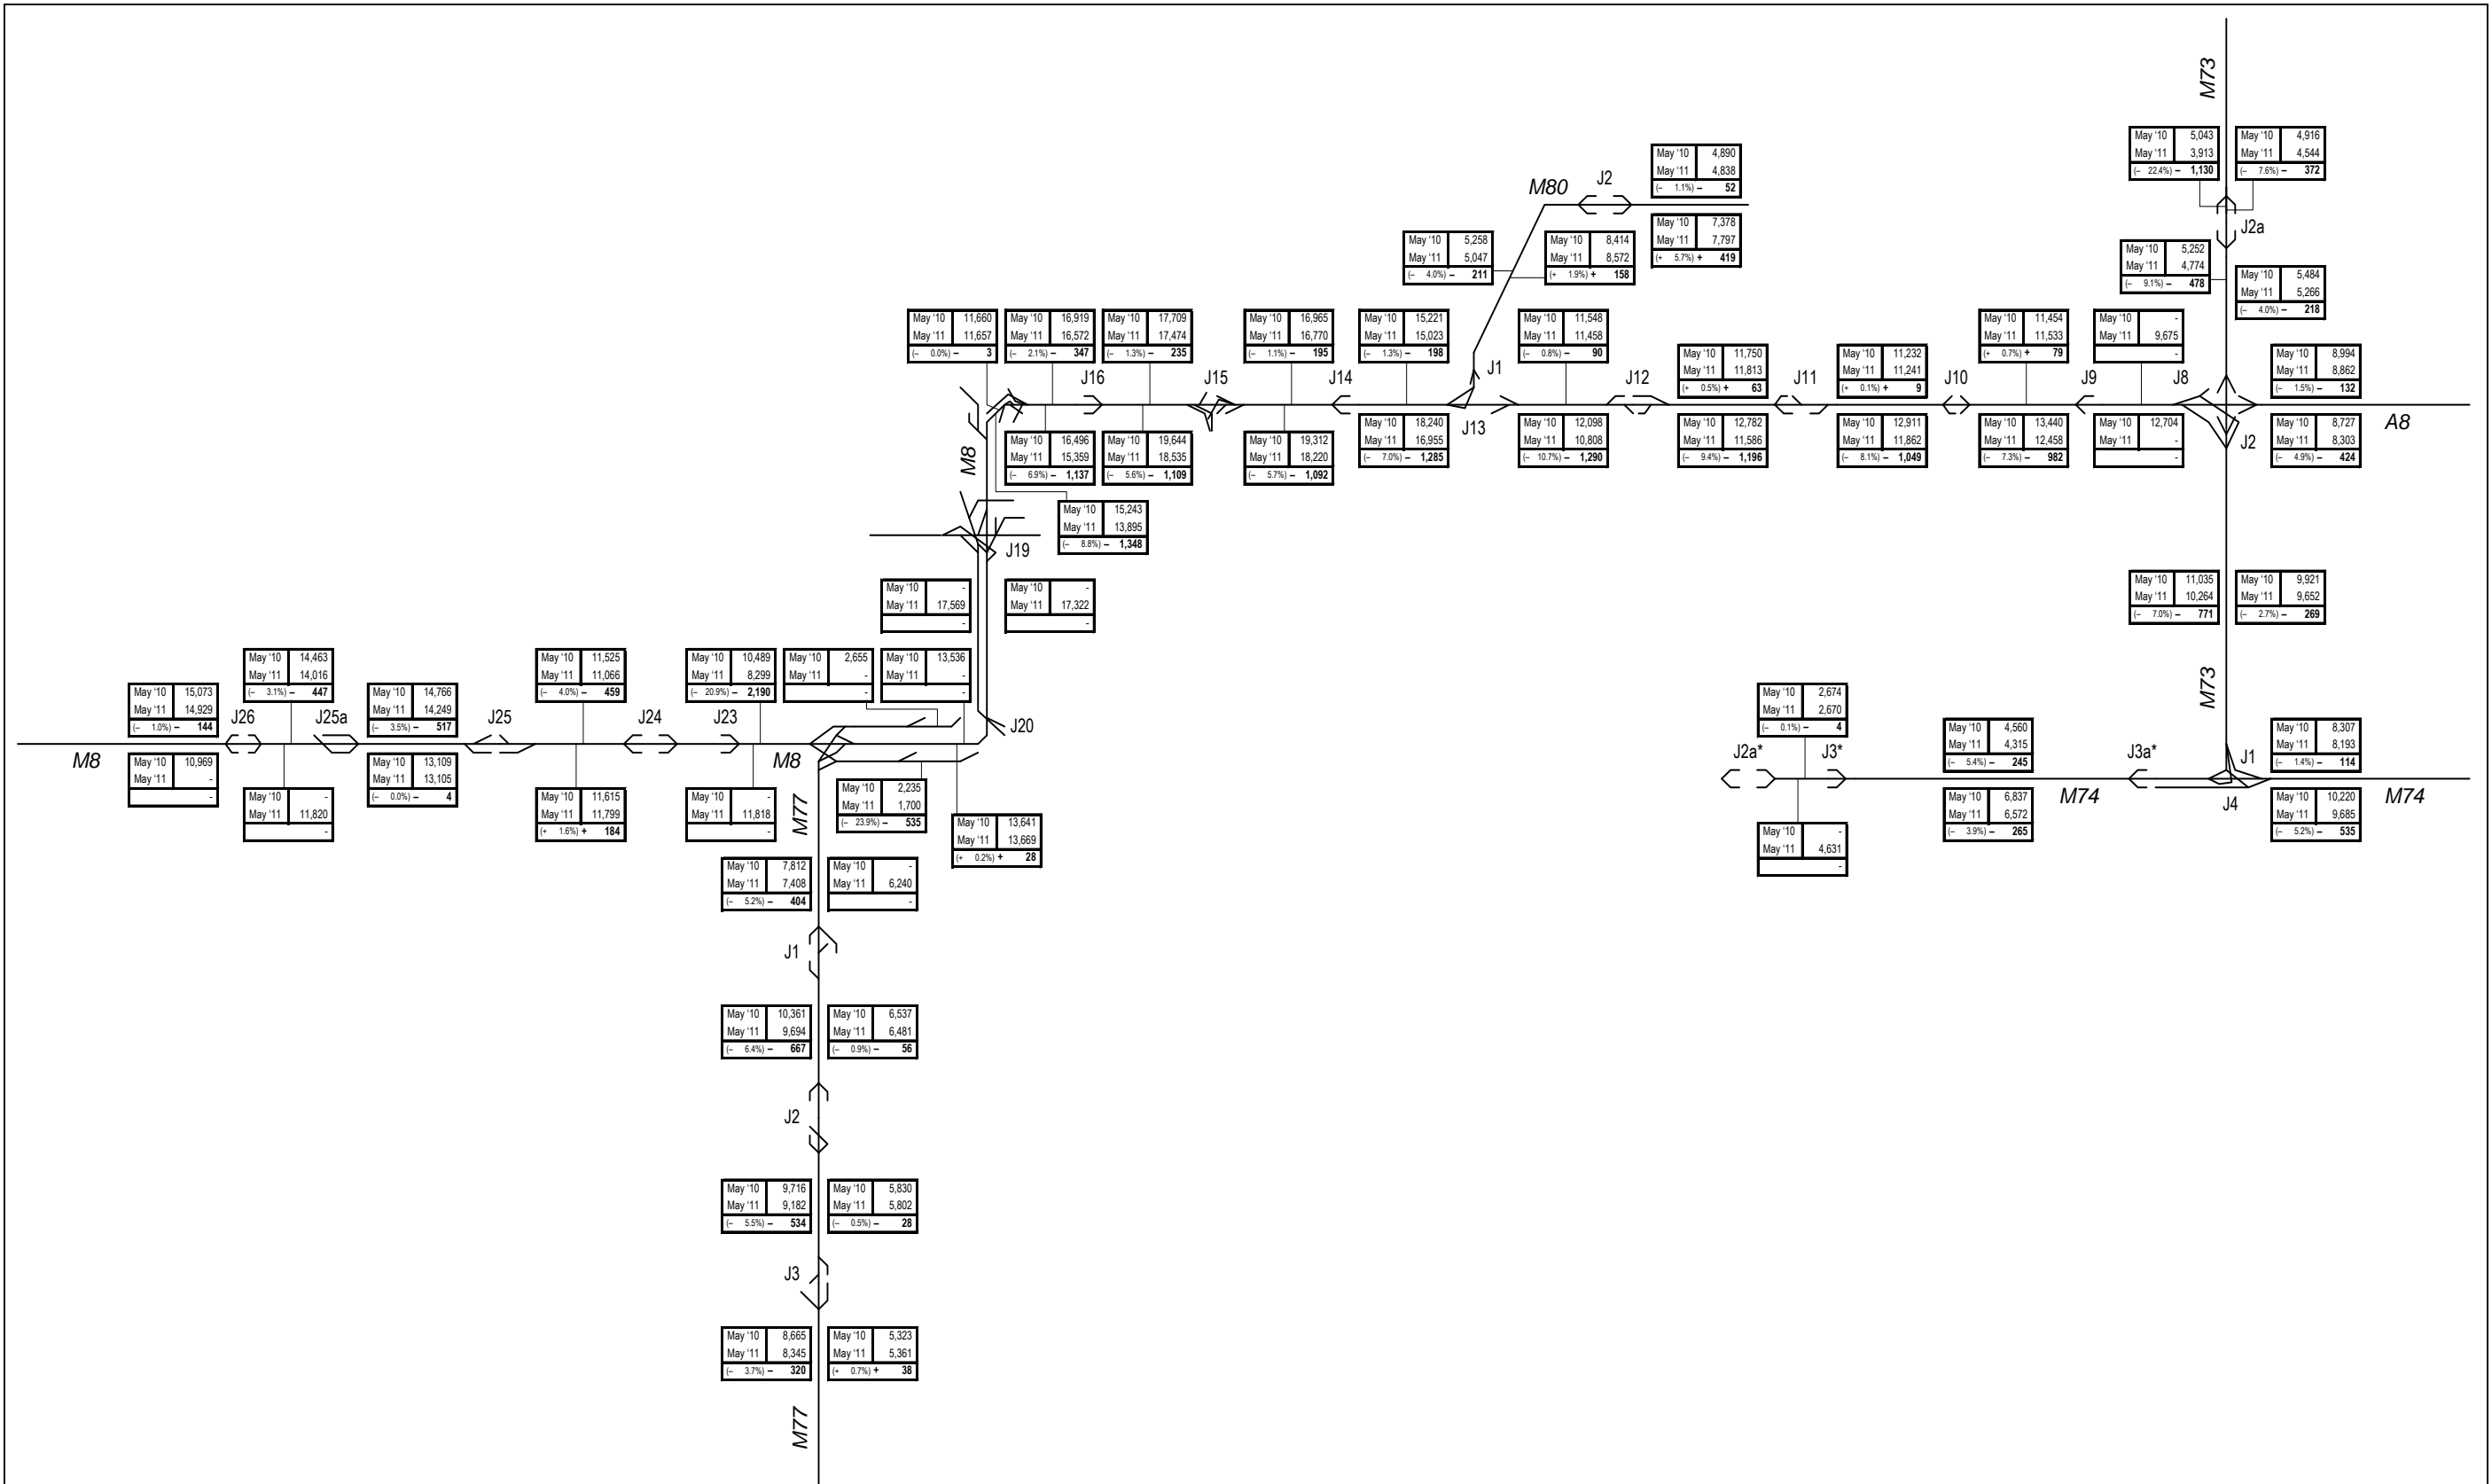 M73
May '10 5,043
May '11 3,913
(− 22.4%) − 1,130
May '10 4,916
May '11 4,544
(− 7.6%) − 372
J2a
May '10 4,890
May '11 4,838
(− 1.1%) − 52
M80
J2
May '10 7,378
May '11 7,797
(+ 5.7%) + 419
May '10 5,258
May '11 5,047
(− 4.0%) − 211
May '10 8,414
May '11 8,572
(+ 1.9%) + 158
May '10 5,252
May '11 4,774
(− 9.1%) − 478
May '10 5,484
May '11 5,266
(− 4.0%) − 218
May '10 11,660
May '11 11,657
(− 0.0%) − 3
May '10 16,919
May '11 16,572
(− 2.1%) − 347
May '10 17,709
May '11 17,474
(− 1.3%) − 235
May '10 16,965
May '11 16,770
(− 1.1%) − 195
May '10 15,221
May '11 15,023
(− 1.3%) − 198
May '10 11,548
May '11 11,458
(− 0.8%) − 90
May '10 11,750
May '11 11,813
(+ 0.5%) + 63
May '10 11,232
May '11 11,241
(+ 0.1%) + 9
May '10 11,454
May '11 11,533
(+ 0.7%) + 79
May '10 -
May '11 9,675
-
May '10 8,994
May '11 8,862
(− 1.5%) − 132
J16
J15
J14
J1
J12
J11
J10
J9
J8
M8
J13
J2
A8
May '10 16,496
May '11 15,359
(− 6.9%) − 1,137
May '10 19,644
May '11 18,535
(− 5.6%) − 1,109
May '10 19,312
May '11 18,220
(− 5.7%) − 1,092
May '10 18,240
May '11 16,955
(− 7.0%) − 1,285
May '10 12,098
May '11 10,808
(− 10.7%) − 1,290
May '10 12,782
May '11 11,586
(− 9.4%) − 1,196
May '10 12,911
May '11 11,862
(− 8.1%) − 1,049
May '10 13,440
May '11 12,458
(− 7.3%) − 982
May '10 12,704
May '11 -
-
May '10 8,727
May '11 8,303
(− 4.9%) − 424
May '10 15,243
May '11 13,895
(− 8.8%) − 1,348
J19
May '10 -
May '11 17,569
-
May '10 -
May '11 17,322
-
May '10 11,035
May '11 10,264
(− 7.0%) − 771
May '10 9,921
May '11 9,652
(− 2.7%) − 269
M73
May '10 15,073
May '11 14,929
(− 1.0%) − 144
May '10 14,463
May '11 14,016
(− 3.1%) − 447
May '10 14,766
May '11 14,249
(− 3.5%) − 517
May '10 11,525
May '11 11,066
(− 4.0%) − 459
May '10 10,489
May '11 8,299
(− 20.9%) − 2,190
May '10 2,655
May '11 -
-
May '10 13,536
May '11 -
-
J26
J25a
J25
J24
J23
J20
M8
M8
May '10 10,969
May '11 -
-
May '10 -
May '11 11,820
-
May '10 13,109
May '11 13,105
(− 0.0%) − 4
May '10 11,615
May '11 11,799
(+ 1.6%) + 184
May '10 -
May '11 11,818
-
M77
May '10 2,235
May '11 1,700
(− 23.9%) − 535
May '10 13,641
May '11 13,669
(+ 0.2%) + 28
May '10 2,674
May '11 2,670
(− 0.1%) − 4
J2a*
J3*
May '10 4,560
May '11 4,315
(− 5.4%) − 245
J3a*
J1
May '10 8,307
May '11 8,193
(− 1.4%) − 114
May '10 -
May '11 4,631
-
May '10 6,837
May '11 6,572
(− 3.9%) − 265
M74
J4
May '10 10,220
May '11 9,685
(− 5.2%) − 535
M74
May '10 7,812
May '11 7,408
(− 5.2%) − 404
May '10 -
May '11 6,240
-
J1
May '10 10,361
May '11 9,694
(− 6.4%) − 667
May '10 6,537
May '11 6,481
(− 0.9%) − 56
J2
May '10 9,716
May '11 9,182
(− 5.5%) − 534
May '10 5,830
May '11 5,802
(− 0.5%) − 28
J3
May '10 8,665
May '11 8,345
(− 3.7%) − 320
May '10 5,323
May '11 5,361
(+ 0.7%) + 38
M77